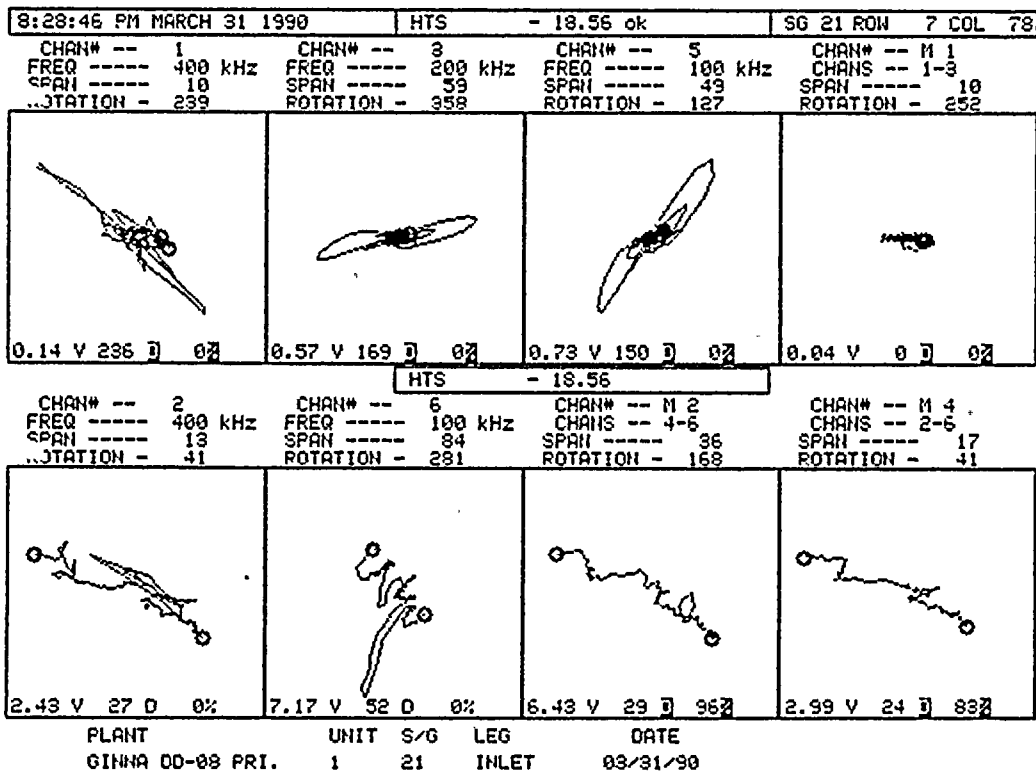 8:28:46 PM MARCH 31 1990 HTS - 18.56 ok SG 21 ROW 7 COL 78
CHAN# -- 1 CHAN# -- 3 CHAN# -- 5 CHAN# -- M 1
FREQ ----- 400 kHz FREQ ----- 200 kHz FREQ ----- 100 kHz CHANS -- 1-3
SPAN ----- 10 SPAN ----- 59 SPAN ----- 49 SPAN ----- 10
..OTATION - 239 ROTATION - 358 ROTATION - 127 ROTATION - 252
0.14 V 236 D 0% 0.57 V 169 D 0% 0.73 V 150 D 0% 0.04 V 0 D 0%
HTS - 18.56
CHAN# -- 2 CHAN# -- 6 CHAN# -- M 2 CHAN# -- M 4
FREQ ----- 400 kHz FREQ ----- 100 kHz CHANS -- 4-6 CHANS -- 2-6
SPAN ----- 13 SPAN ----- 84 SPAN ----- 36 SPAN ----- 17
..OTATION - 41 ROTATION - 281 ROTATION - 168 ROTATION - 41
2.43 V 27 D 0% 7.17 V 52 D 0% 6.43 V 29 D 96% 2.99 V 24 D 83%
PLANT UNIT S/G LEG DATE
GINNA DD-08 PRI. 1 21 INLET 03/31/90